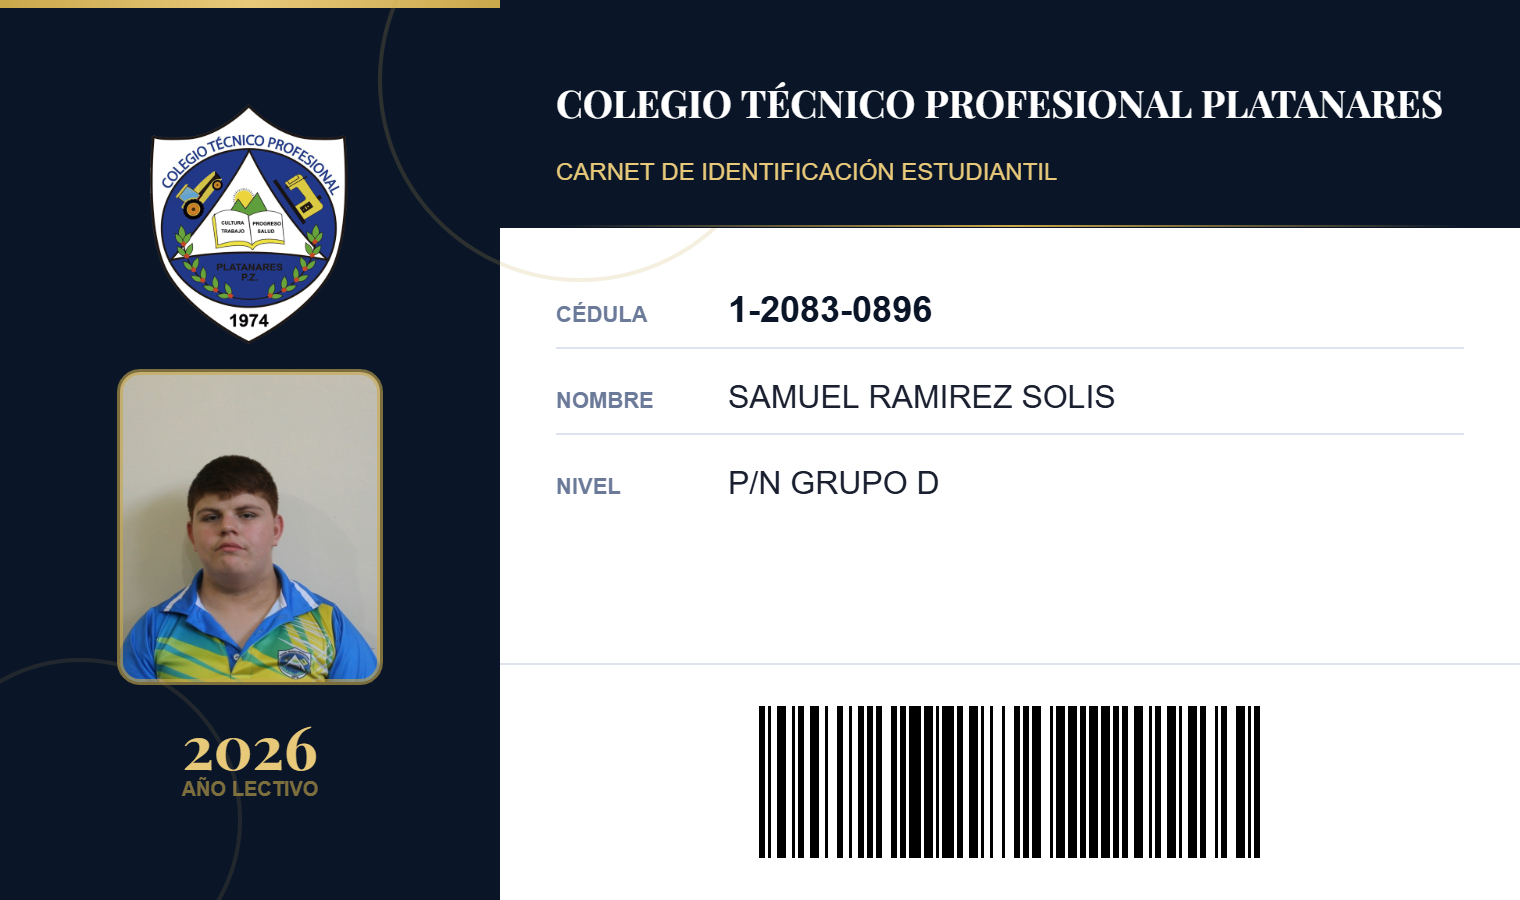 COLEGIO TÉCNICO PROFESIONAL
CULTURA PROGRESO
TRABAJO SALUD
PLATANARES
P.Z.
1974
2026
AÑO LECTIVO
COLEGIO TÉCNICO PROFESIONAL PLATANARES
CARNET DE IDENTIFICACIÓN ESTUDIANTIL
CÉDULA 1-2083-0896
NOMBRE SAMUEL RAMIREZ SOLIS
NIVEL P/N GRUPO D